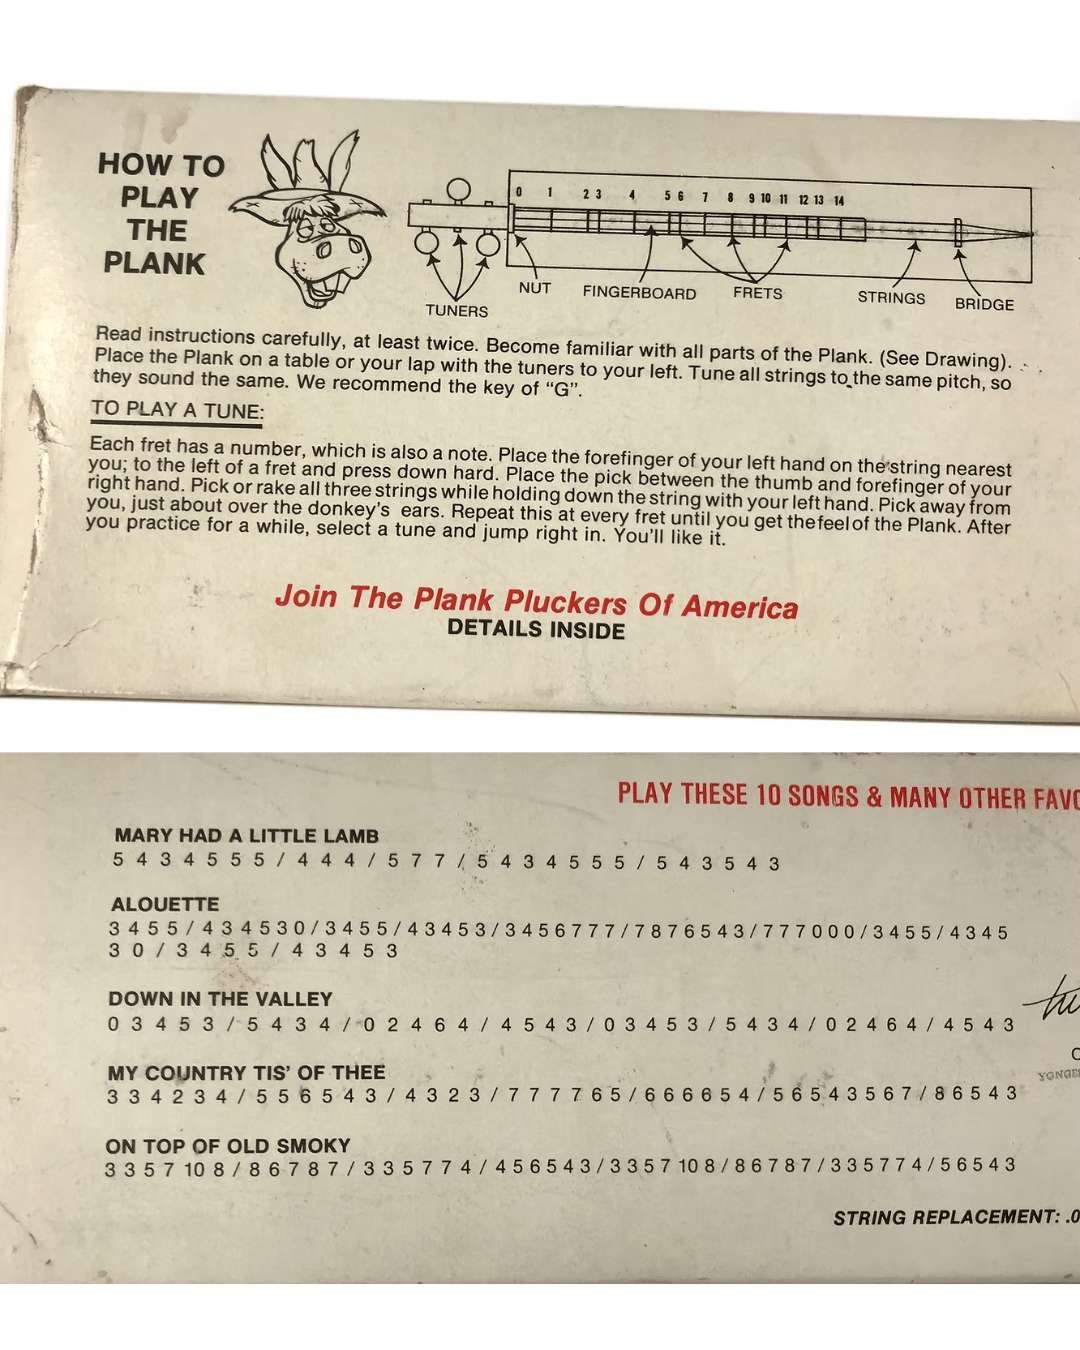 HOW TO
PLAY
THE
PLANK
0 1 2 3 4 5 6 7 8 9 10 11 12 13 14
TUNERS
NUT
FINGERBOARD
FRETS
STRINGS
BRIDGE
Read instructions carefully, at least twice. Become familiar with all parts of the Plank. (See Drawing).
Place the Plank on a table or your lap with the tuners to your left. Tune all strings to the same pitch, so
they sound the same. We recommend the key of “G”.
TO PLAY A TUNE:
Each fret has a number, which is also a note. Place the forefinger of your left hand on the string nearest
you; to the left of a fret and press down hard. Place the pick between the thumb and forefinger of your
right hand. Pick or rake all three strings while holding down the string with your left hand. Pick away from
you, just about over the donkey’s ears. Repeat this at every fret until you get the feel of the Plank. After
you practice for a while, select a tune and jump right in. You’ll like it.
Join The Plank Pluckers Of America
DETAILS INSIDE
PLAY THESE 10 SONGS & MANY OTHER FAVO
MARY HAD A LITTLE LAMB
5 4 3 4 5 5 5 / 4 4 4 / 5 7 7 / 5 4 3 4 5 5 5 / 5 4 3 5 4 3
ALOUETTE
3 4 5 5 / 4 3 4 5 3 0 / 3 4 5 5 / 4 3 4 5 3 / 3 4 5 6 7 7 7 / 7 8 7 6 5 4 3 / 7 7 7 0 0 0 / 3 4 5 5 / 4 3 4 5
3 0 / 3 4 5 5 / 4 3 4 5 3
DOWN IN THE VALLEY
0 3 4 5 3 / 5 4 3 4 / 0 2 4 6 4 / 4 5 4 3 / 0 3 4 5 3 / 5 4 3 4 / 0 2 4 6 4 / 4 5 4 3
MY COUNTRY TIS’ OF THEE
3 3 4 2 3 4 / 5 5 6 5 4 3 / 4 3 2 3 / 7 7 7 7 6 5 / 6 6 6 6 5 4 / 5 6 5 4 3 5 6 7 / 8 6 5 4 3
YONGE
ON TOP OF OLD SMOKY
3 3 5 7 10 8 / 8 6 7 8 7 / 3 3 5 7 7 4 / 4 5 6 5 4 3 / 3 3 5 7 10 8 / 8 6 7 8 7 / 3 3 5 7 7 4 / 5 6 5 4 3
STRING REPLACEMENT: .0